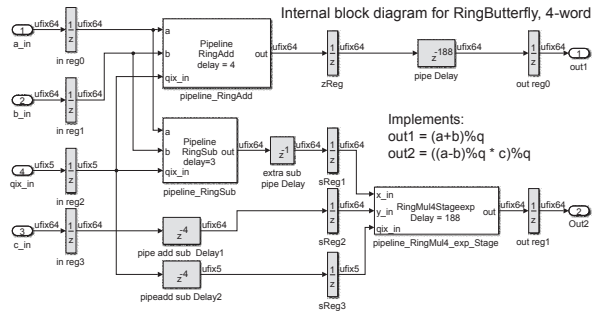 Internal block diagram for RingButterfly, 4-word
ufix64
1
a_in
1
z
in reg0
ufix64
a
b
qix_in
Pipeline
RingAdd
delay = 4
out
pipeline_RingAdd
ufix64
1
z
zReg
ufix64
-188
z
pipe Delay
ufix64
1
z
out reg0
1
out1
ufix64
2
b_in
1
z
in reg1
ufix64
a
b
qix_in
Pipeline
RingSub
delay=3
out
pipeline_RingSub
ufix64
-1
z
extra sub
pipe Delay
ufix64
1
z
sReg1
ufix64
Implements:
out1 = (a+b)%q
out2 = ((a-b)%q * c)%q
ufix5
4
qix_in
1
z
in reg2
ufix5
ufix64
3
c_in
1
z
in reg3
ufix64
-4
z
pipe add sub Delay1
ufix64
1
z
sReg2
ufix64
x_in
y_in
qix_in
RingMul4Stageexp
Delay = 188
out
pipeline_RingMul4_exp_Stage
ufix64
1
z
out reg1
ufix64
2
Out2
-4
z
pipeadd sub Delay2
ufix5
1
z
sReg3
ufix5